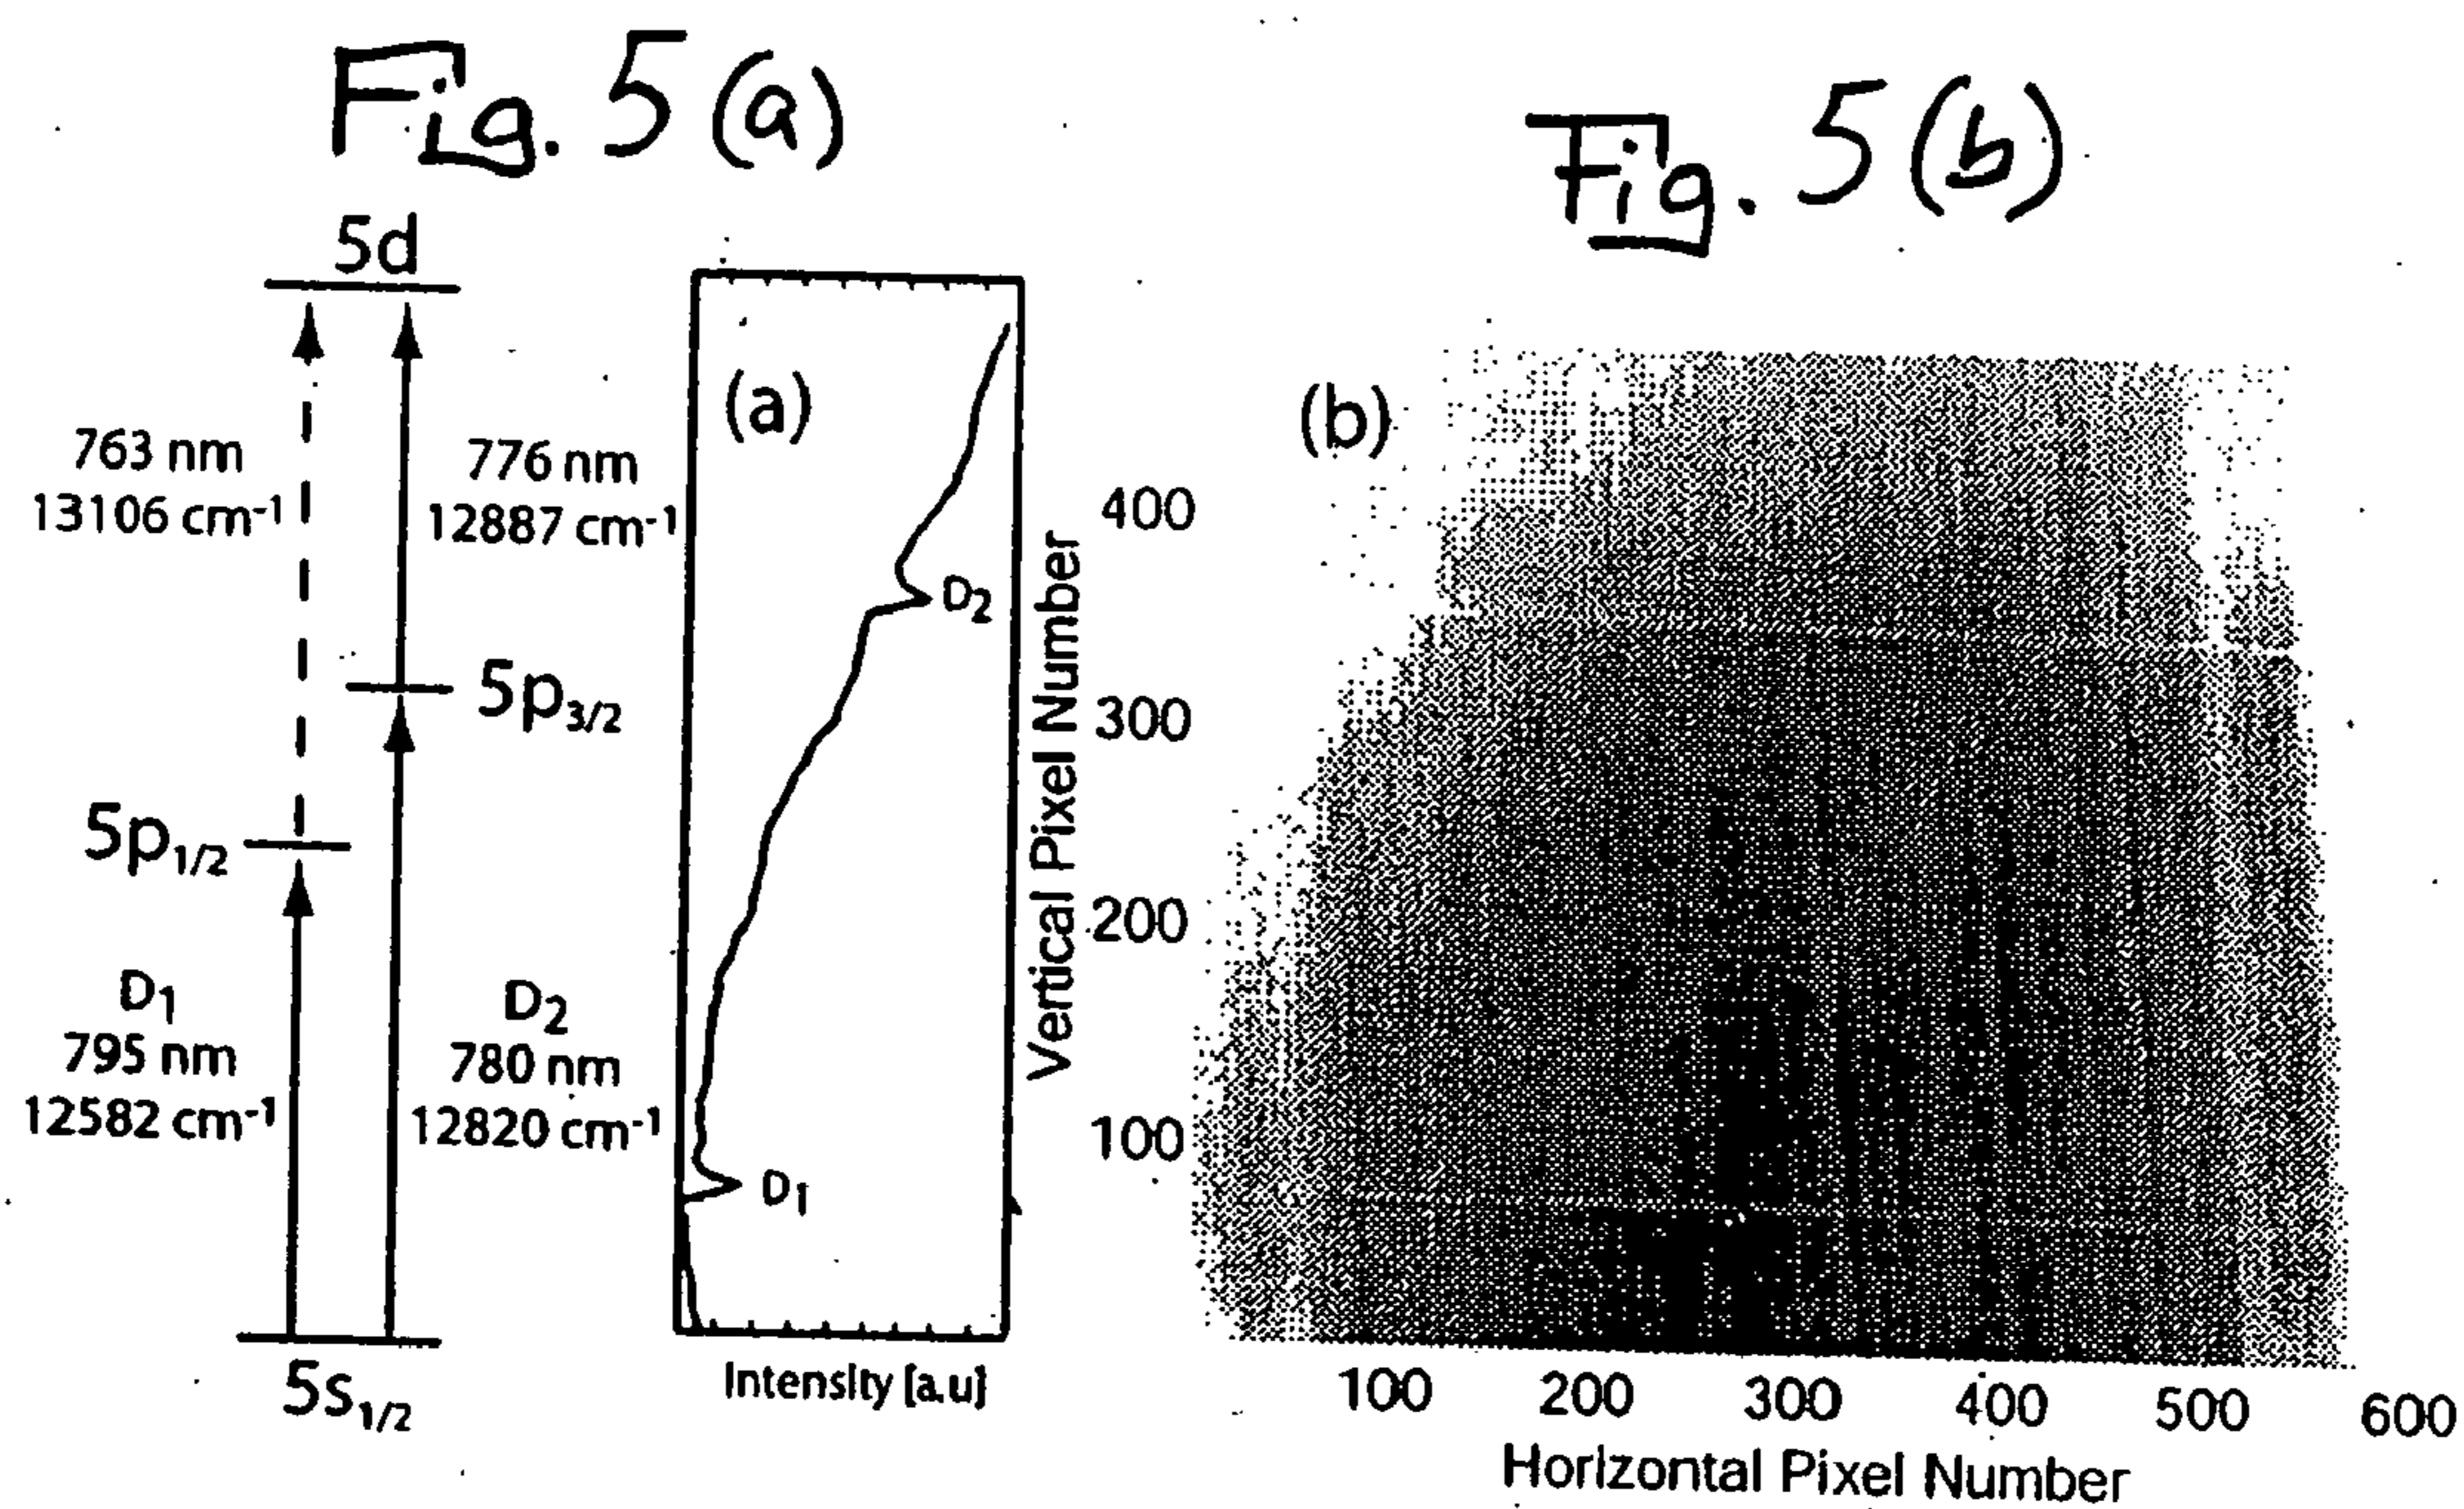 Fig. 5 (a)
Fig. 5 (b)
5d
(a)
(b)
763 nm
13106 cm-1
776 nm
12887 cm-1
400
D2
5p3/2
300
Vertical Pixel Number
5p1/2
200
D1
795 nm
12582 cm-1
D2
780 nm
12820 cm-1
100
D1
5s1/2
Intensity [a.u]
100 200 300 400 500 600
Horizontal Pixel Number